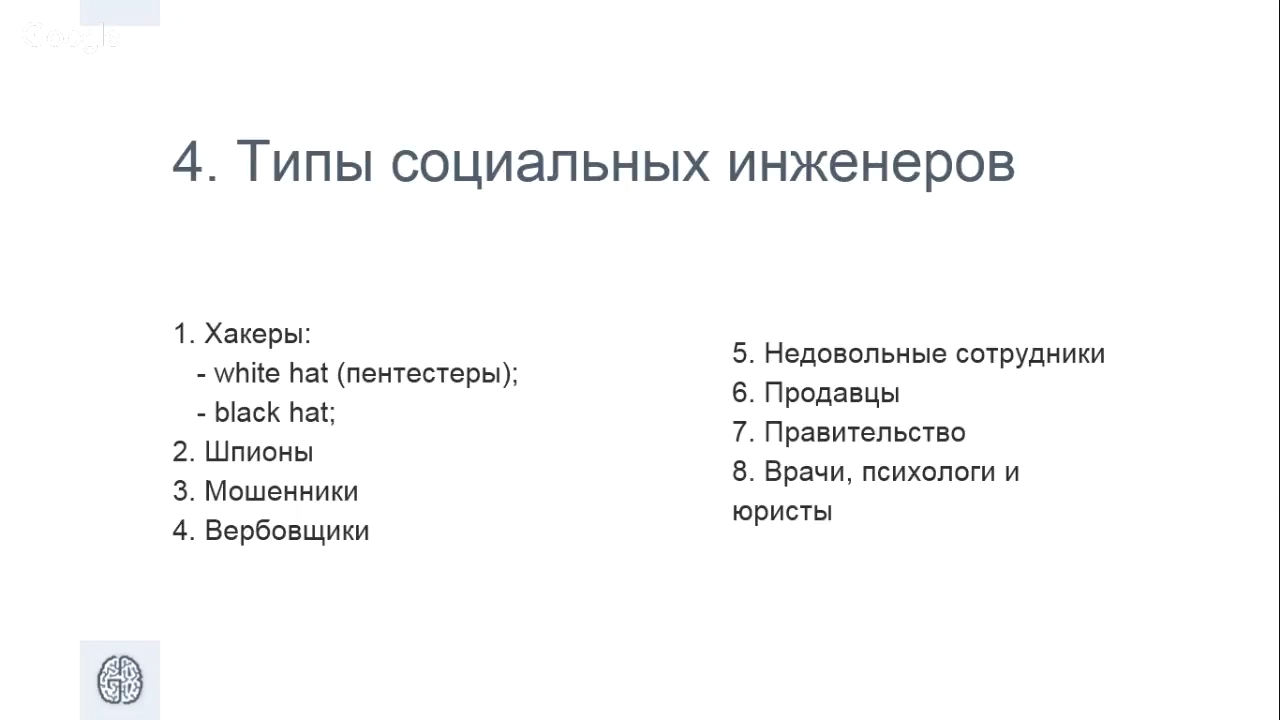 Google
4. Типы социальных инженеров
1. Хакеры:
- white hat (пентестеры);
- black hat;
2. Шпионы
3. Мошенники
4. Вербовщики
5. Недовольные сотрудники
6. Продавцы
7. Правительство
8. Врачи, психологи и
юристы